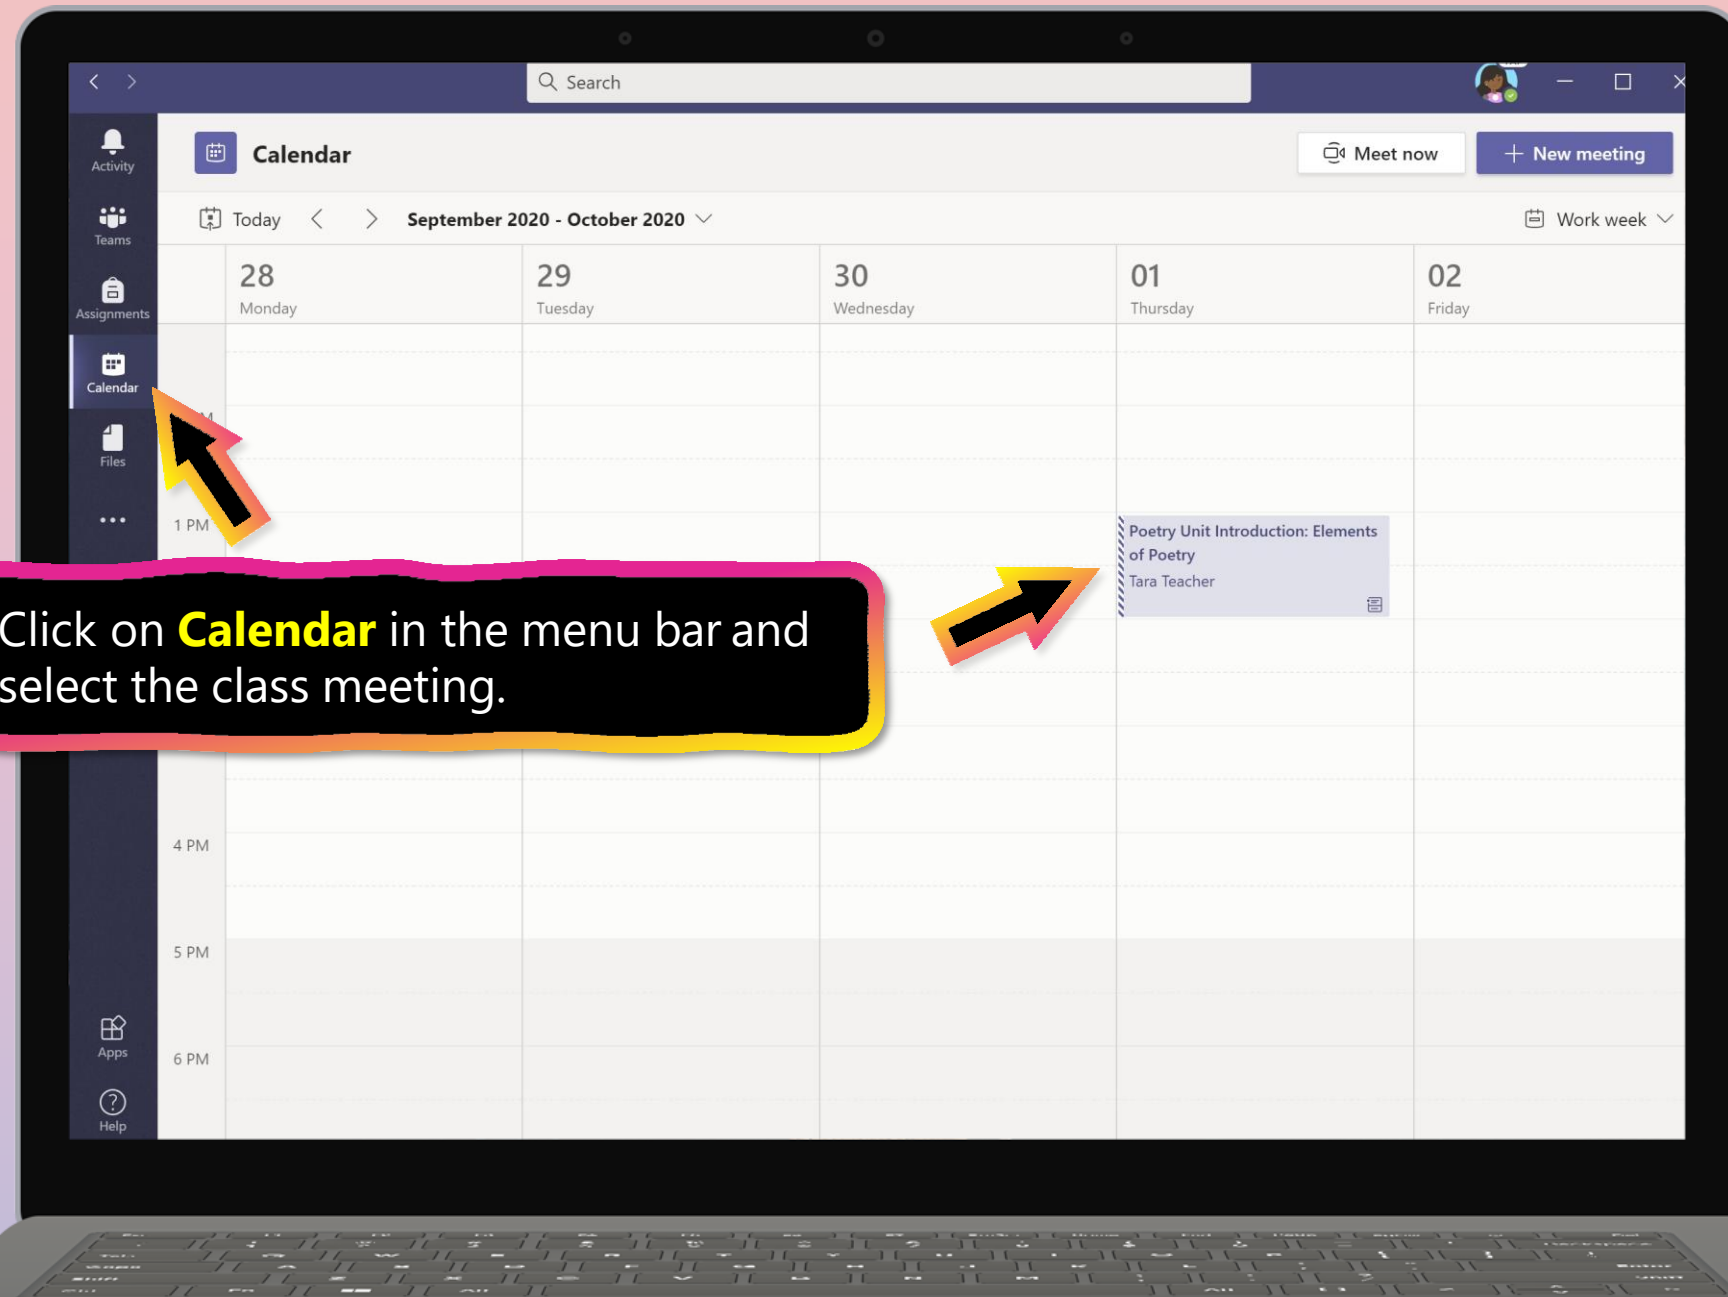 Search
Activity
Calendar
Meet now
New meeting
Teams
Today
September 2020 - October 2020
Work week
Assignments
28
29
30
01
02
Monday
Tuesday
Wednesday
Thursday
Friday
Calendar
Files
1 PM
Poetry Unit Introduction: Elements
of Poetry
Tara Teacher
Click on Calendar in the menu bar and
select the class meeting.
4 PM
5 PM
Apps
6 PM
Help